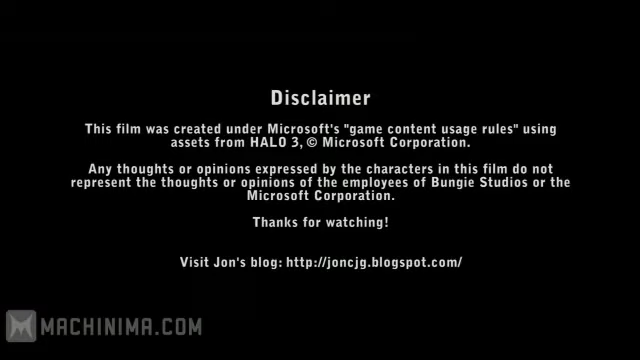 Disclaimer
This film was created under Microsoft's "game content usage rules" using
assets from HALO 3, © Microsoft Corporation.
Any thoughts or opinions expressed by the characters in this film do not
represent the thoughts or opinions of the employees of Bungie Studios or the
Microsoft Corporation.
Thanks for watching!
Visit Jon's blog: http://joncjg.blogspot.com/
MACHINIMA.COM